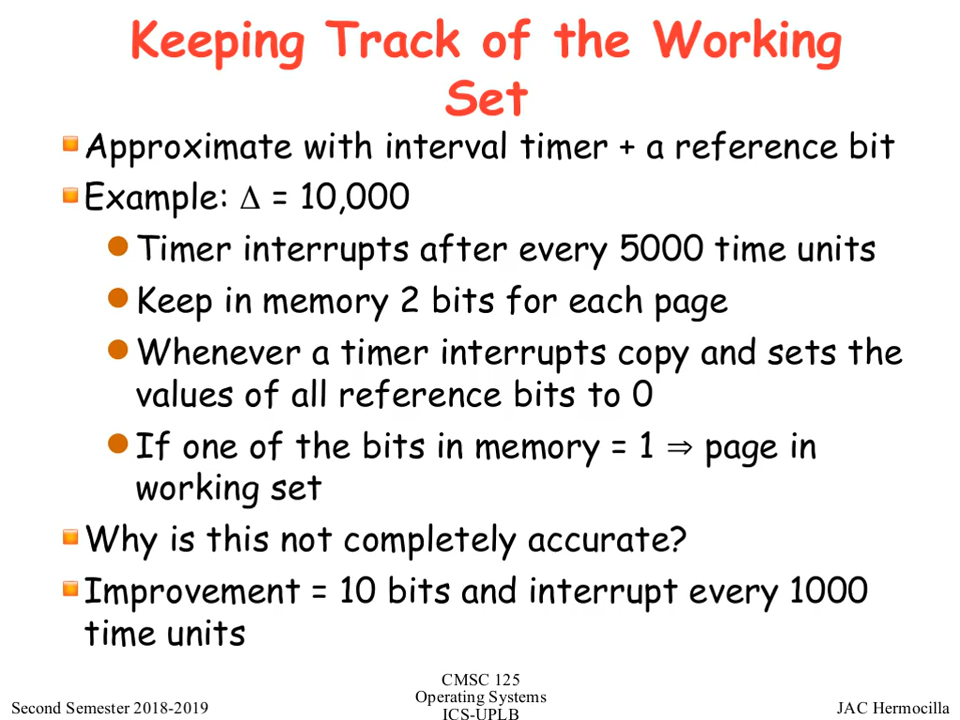 Keeping Track of the Working
Set
Approximate with interval timer + a reference bit
Example: Δ = 10,000
Timer interrupts after every 5000 time units
Keep in memory 2 bits for each page
Whenever a timer interrupts copy and sets the
values of all reference bits to 0
If one of the bits in memory = 1 ⇒ page in
working set
Why is this not completely accurate?
Improvement = 10 bits and interrupt every 1000
time units
Second Semester 2018-2019
CMSC 125
Operating Systems
ICS-UPLB
JAC Hermocilla